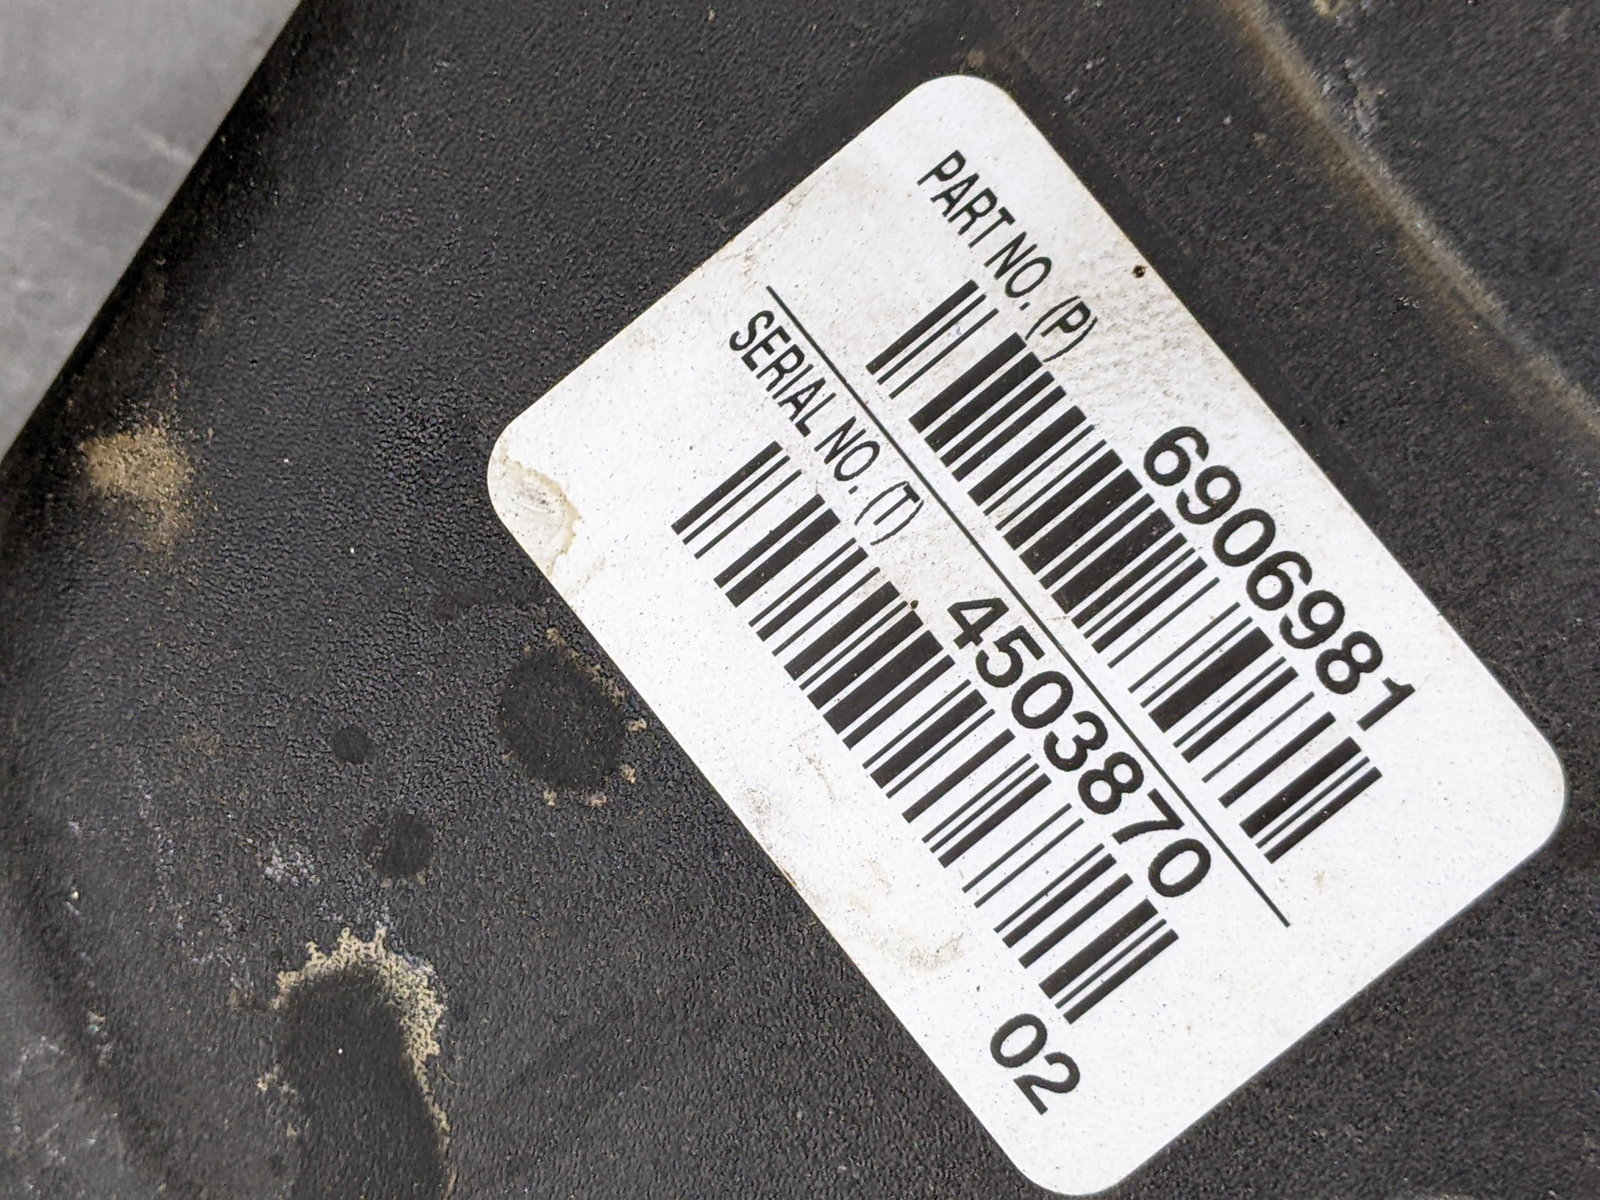 PART NO. (P)
6906981
SERIAL NO. (T)
4503870
02